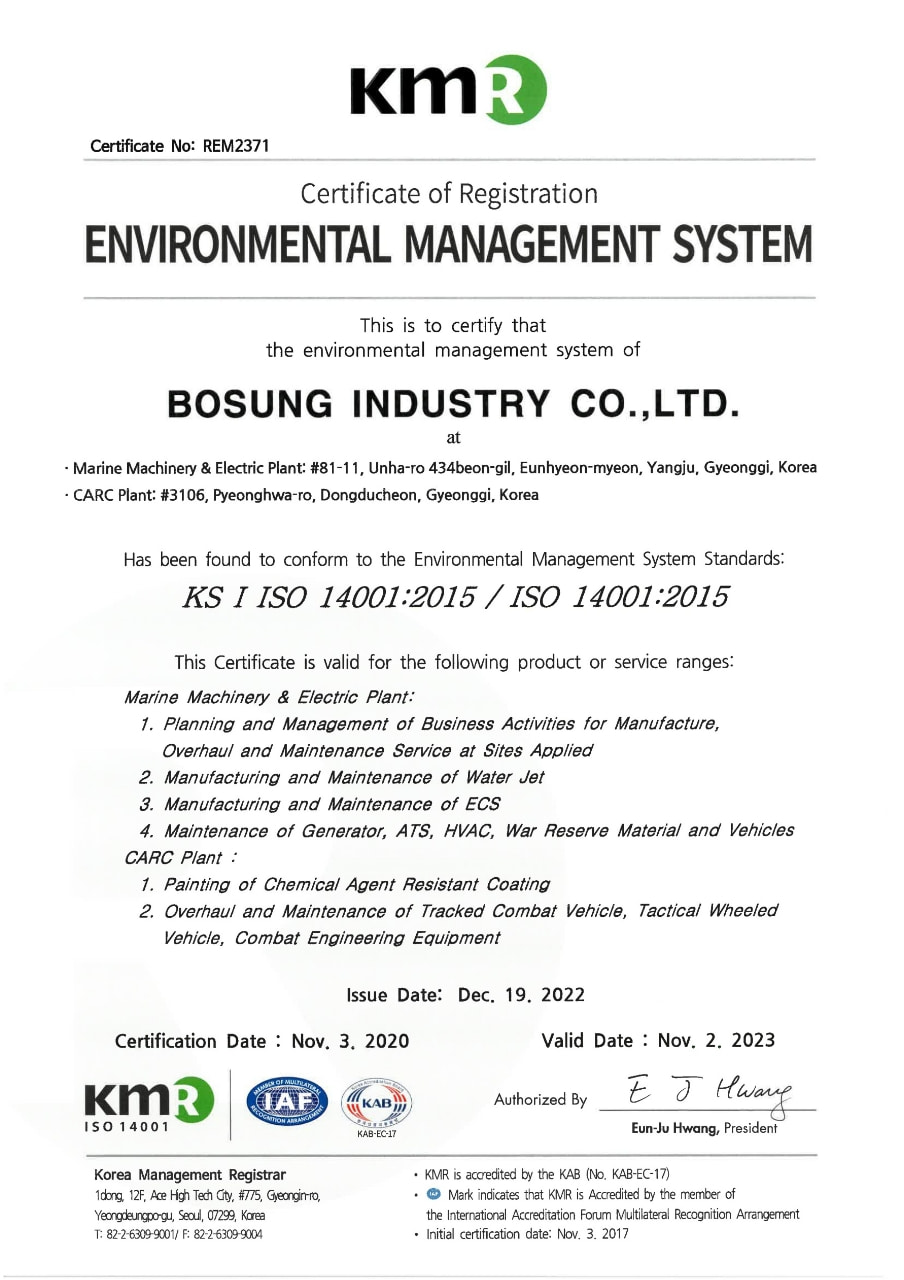 KMR
Certificate No: REM2371
Certificate of Registration
ENVIRONMENTAL MANAGEMENT SYSTEM
This is to certify that
the environmental management system of
BOSUNG INDUSTRY CO.,LTD.
at
· Marine Machinery & Electric Plant: #81-11, Unha-ro 434beon-gil, Eunhyeon-myeon, Yangju, Gyeonggi, Korea
· CARC Plant: #3106, Pyeonghwa-ro, Dongducheon, Gyeonggi, Korea
Has been found to conform to the Environmental Management System Standards:
KS I ISO 14001:2015 / ISO 14001:2015
This Certificate is valid for the following product or service ranges:
Marine Machinery & Electric Plant:
1. Planning and Management of Business Activities for Manufacture,
Overhaul and Maintenance Service at Sites Applied
2. Manufacturing and Maintenance of Water Jet
3. Manufacturing and Maintenance of ECS
4. Maintenance of Generator, ATS, HVAC, War Reserve Material and Vehicles
CARC Plant :
1. Painting of Chemical Agent Resistant Coating
2. Overhaul and Maintenance of Tracked Combat Vehicle, Tactical Wheeled
Vehicle, Combat Engineering Equipment
Issue Date: Dec. 19. 2022
Certification Date : Nov. 3. 2020
Valid Date : Nov. 2. 2023
KMR
ISO 14001
MEMBER OF MULTILATERAL
IAF
RECOGNITION ARRANGEMENT
Korea Accreditation Board
KAB
KAB-EC-17
Authorized By
E J Hwang
Eun-Ju Hwang, President
Korea Management Registrar
1dong, 12F, Ace High Tech City, #775, Gyeongin-ro,
Yeongdeungpo-gu, Seoul, 07299, Korea
T: 82-2-6309-9001/ F: 82-2-6309-9004
• KMR is accredited by the KAB (No. KAB-EC-17)
• IAF Mark indicates that KMR is Accredited by the member of
the International Accreditation Forum Multilateral Recognition Arrangement
• Initial certification date: Nov. 3. 2017